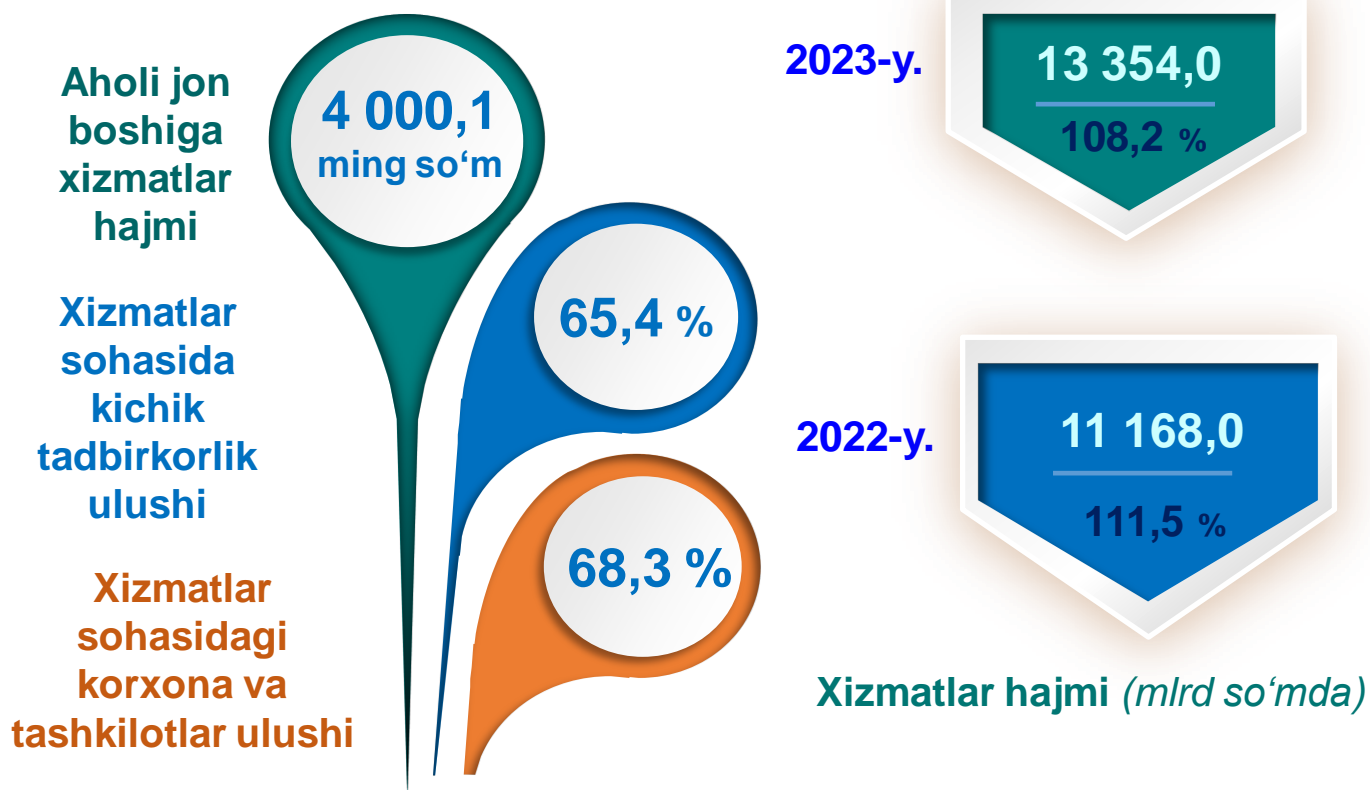 Aholi jon
boshiga
xizmatlar
hajmi
4 000,1
ming so‘m
Xizmatlar
sohasida
kichik
tadbirkorlik
ulushi
65,4 %
Xizmatlar
sohasidagi
korxona va
tashkilotlar ulushi
68,3 %
2023-y.
13 354,0
108,2 %
2022-y.
11 168,0
111,5 %
Xizmatlar hajmi (mlrd so‘mda)